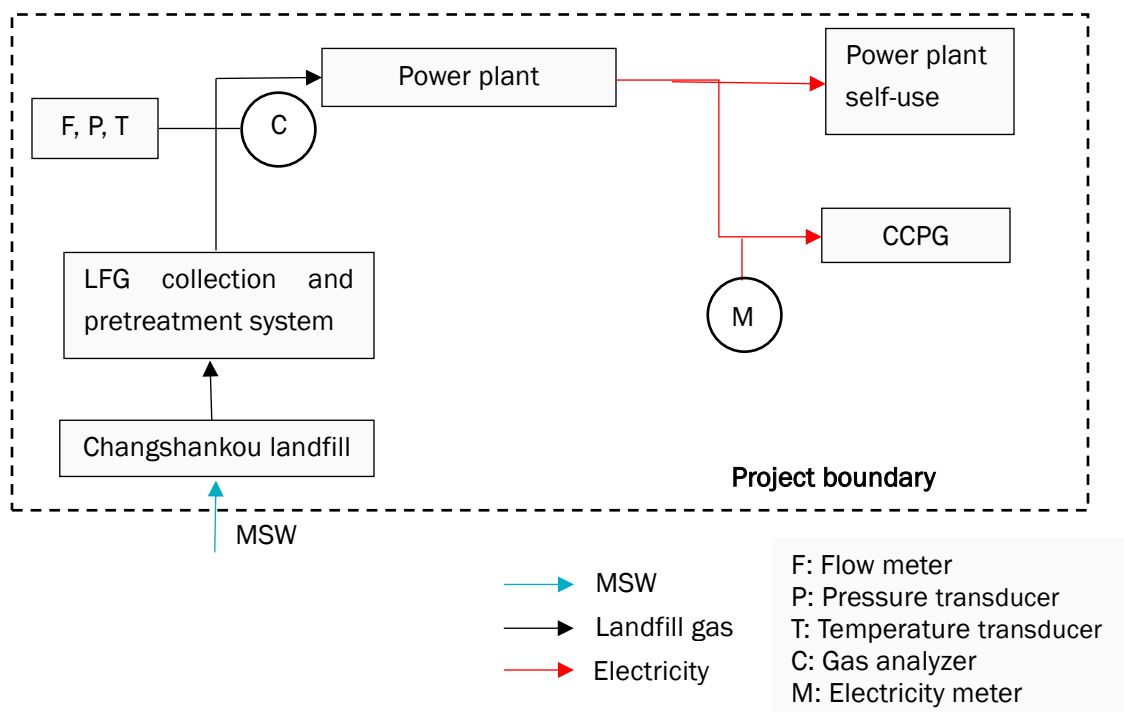 Power plant
Power plant
self-use
F, P, T
C
CCPG
LFG collection and
pretreatment system
M
Changshankou landfill
Project boundary
MSW
MSW
Landfill gas
Electricity
F: Flow meter
P: Pressure transducer
T: Temperature transducer
C: Gas analyzer
M: Electricity meter